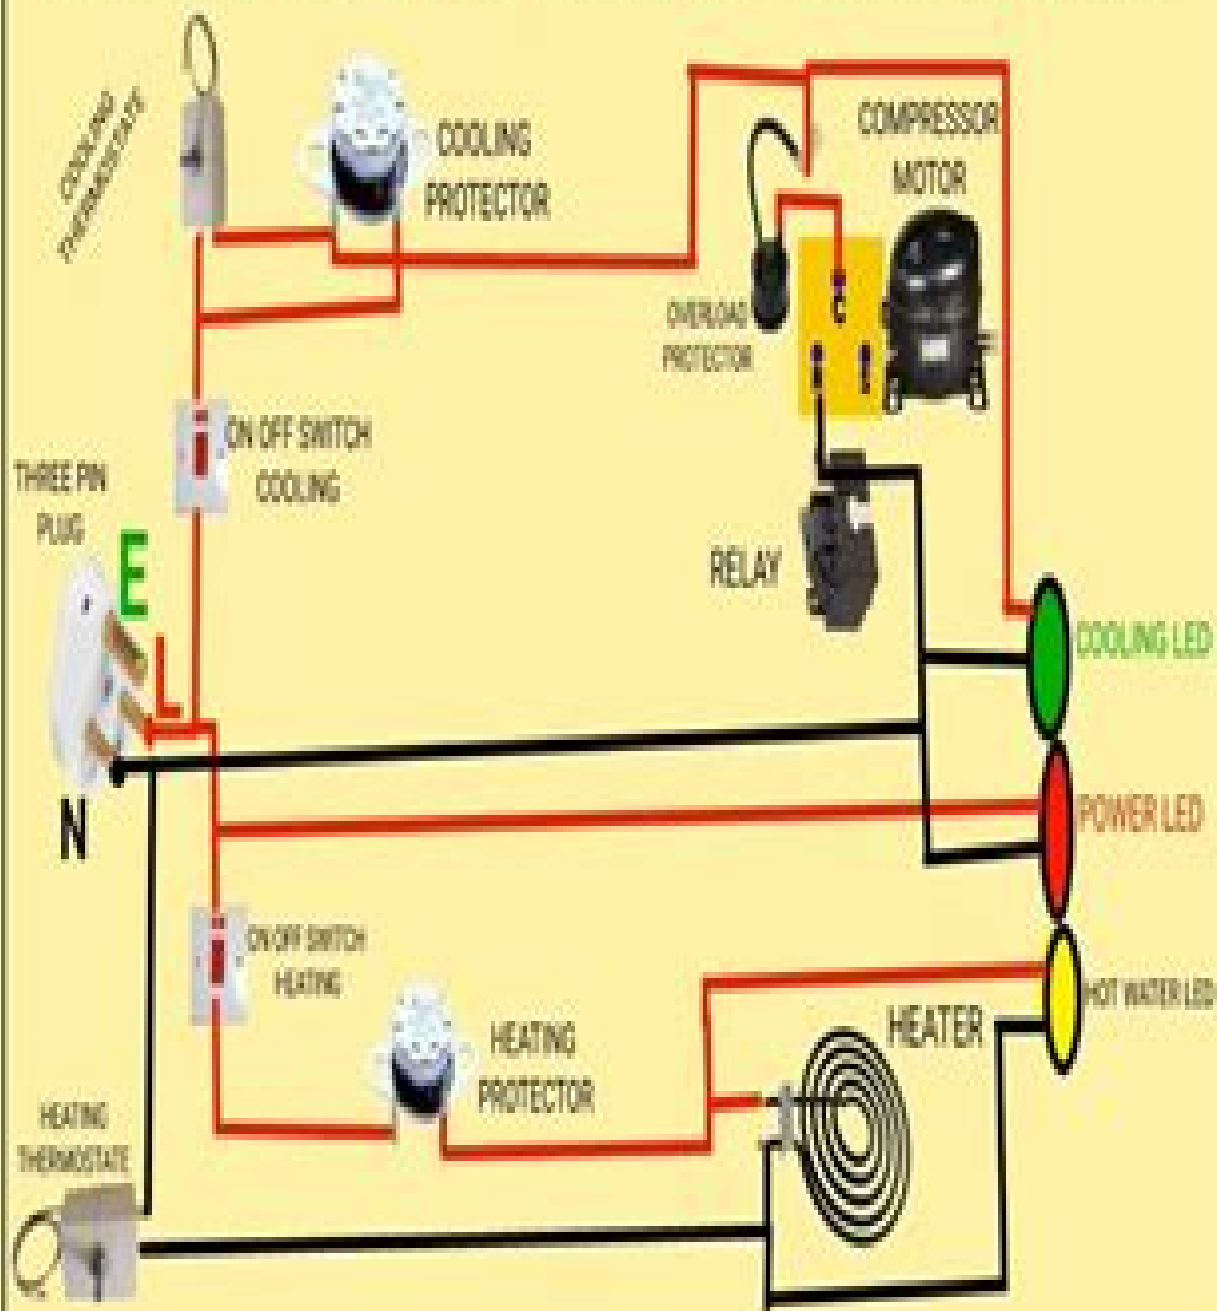 COOLING
THERMOSTATE
COOLING
PROTECTOR
COMPRESSOR
MOTOR
OVERLOAD
PROTECTOR
C
ON OFF SWITCH
COOLING
THREE PIN
PLUG
E
L
N
RELAY
COOLING LED
POWER LED
ON OFF SWITCH
HEATING
HOT WATER LED
HEATER
HEATING
PROTECTOR
HEATING
THERMOSTATE